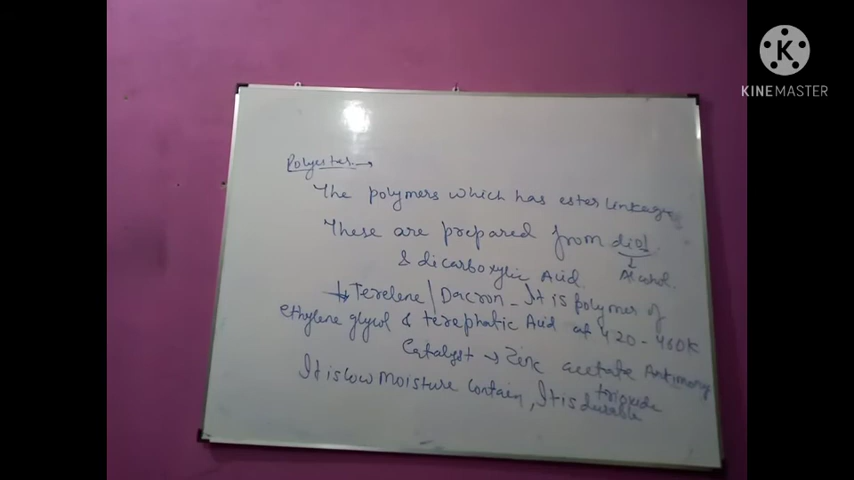 K
KINEMASTER
Polyester →
The polymers which has ester linkage
These are prepared from diol.
& dicarboxylic Acid. Alcohol.
Terelene / Dacron - It is polymer of
ethylene glycol & terephatic Acid at 420 - 460K
Catalyst → Zinc acetate Antimony
trioxide
It is low Moisture Contain, It is durable